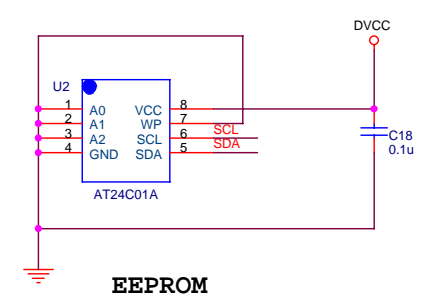 DVCC
U2
1 A0 VCC 8
2 A1 WP 7
3 A2 SCL 6 SCL
4 GND SDA 5 SDA
C18
0.1u
AT24C01A
EEPROM